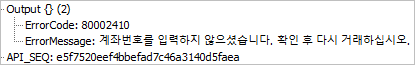 Output {} (2)
ErrorCode: 80002410
ErrorMessage: 계좌번호를 입력하지 않으셨습니다. 확인 후 다시 거래하십시오.
API_SEQ: e5f7520eef4bbefad7c46a3140d5faea